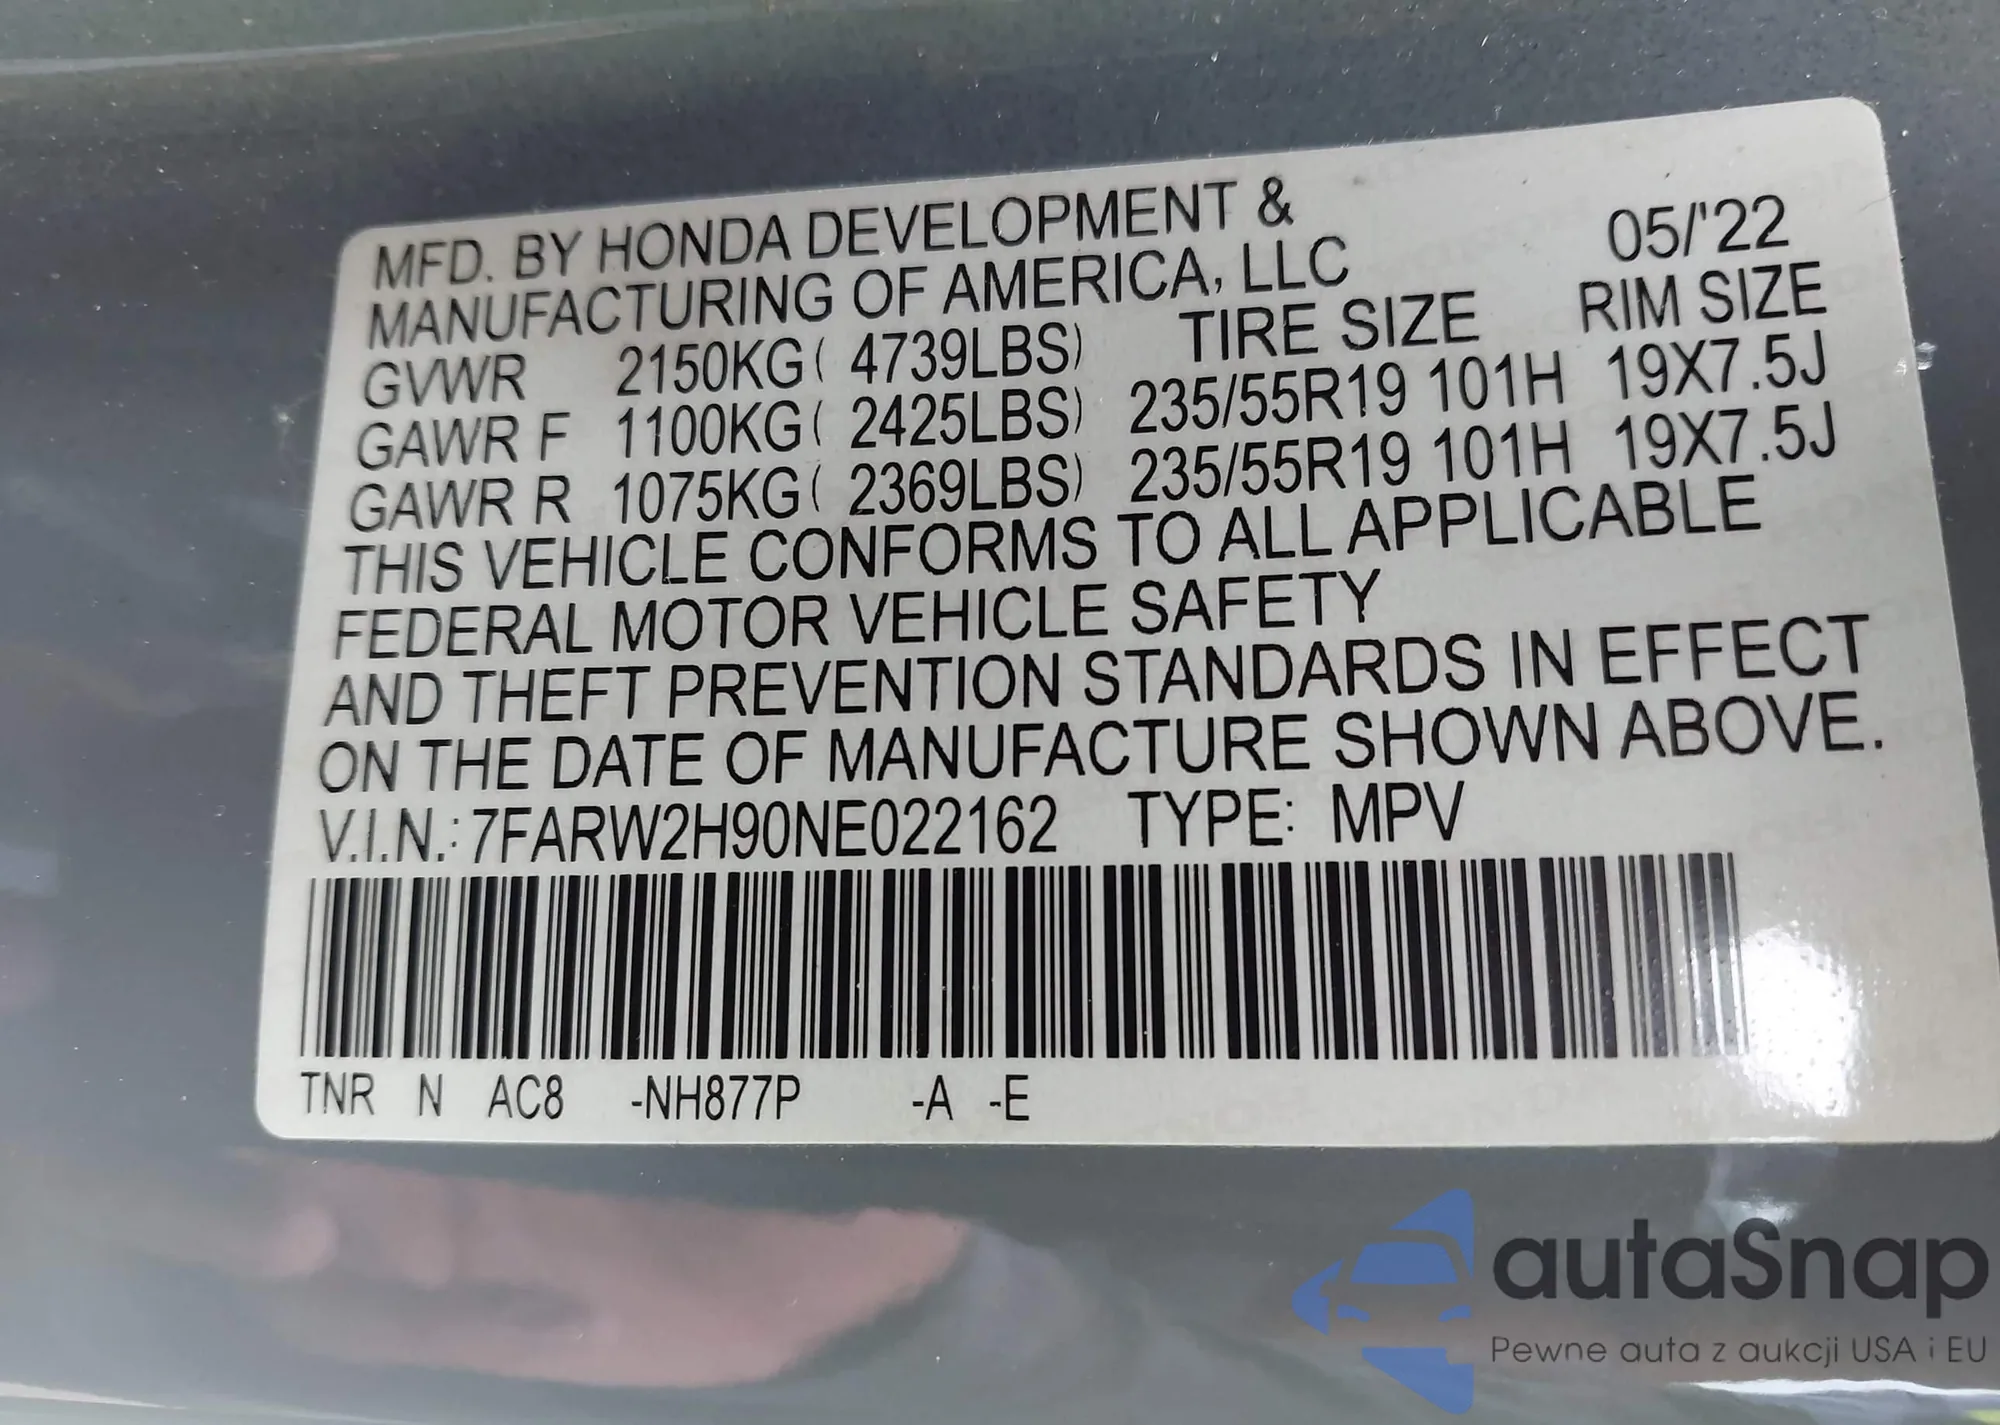 MFD. BY HONDA DEVELOPMENT &
MANUFACTURING OF AMERICA, LLC 05/'22
GVWR 2150KG( 4739LBS) TIRE SIZE RIM SIZE
GAWR F 1100KG( 2425LBS) 235/55R19 101H 19X7.5J
GAWR R 1075KG( 2369LBS) 235/55R19 101H 19X7.5J
THIS VEHICLE CONFORMS TO ALL APPLICABLE
FEDERAL MOTOR VEHICLE SAFETY
AND THEFT PREVENTION STANDARDS IN EFFECT
ON THE DATE OF MANUFACTURE SHOWN ABOVE.
V.I.N.: 7FARW2H90NE022162 TYPE: MPV
TNR N AC8 -NH877P -A -E
autaSnap
Pewne auta z aukcji USA i EU